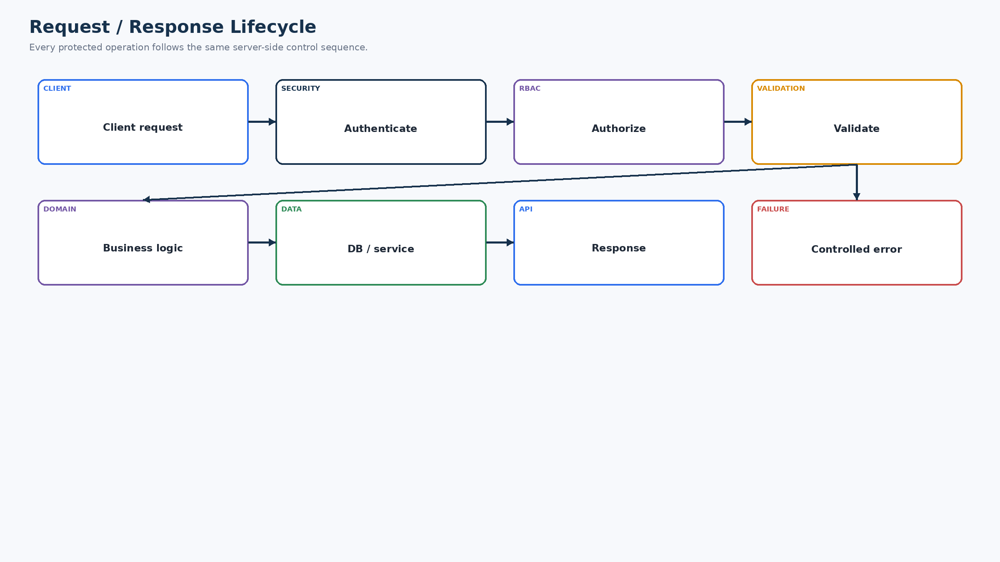 Request / Response Lifecycle
Every protected operation follows the same server-side control sequence.
CLIENT
Client request
SECURITY
Authenticate
RBAC
Authorize
VALIDATION
Validate
DOMAIN
Business logic
DATA
DB / service
API
Response
FAILURE
Controlled error